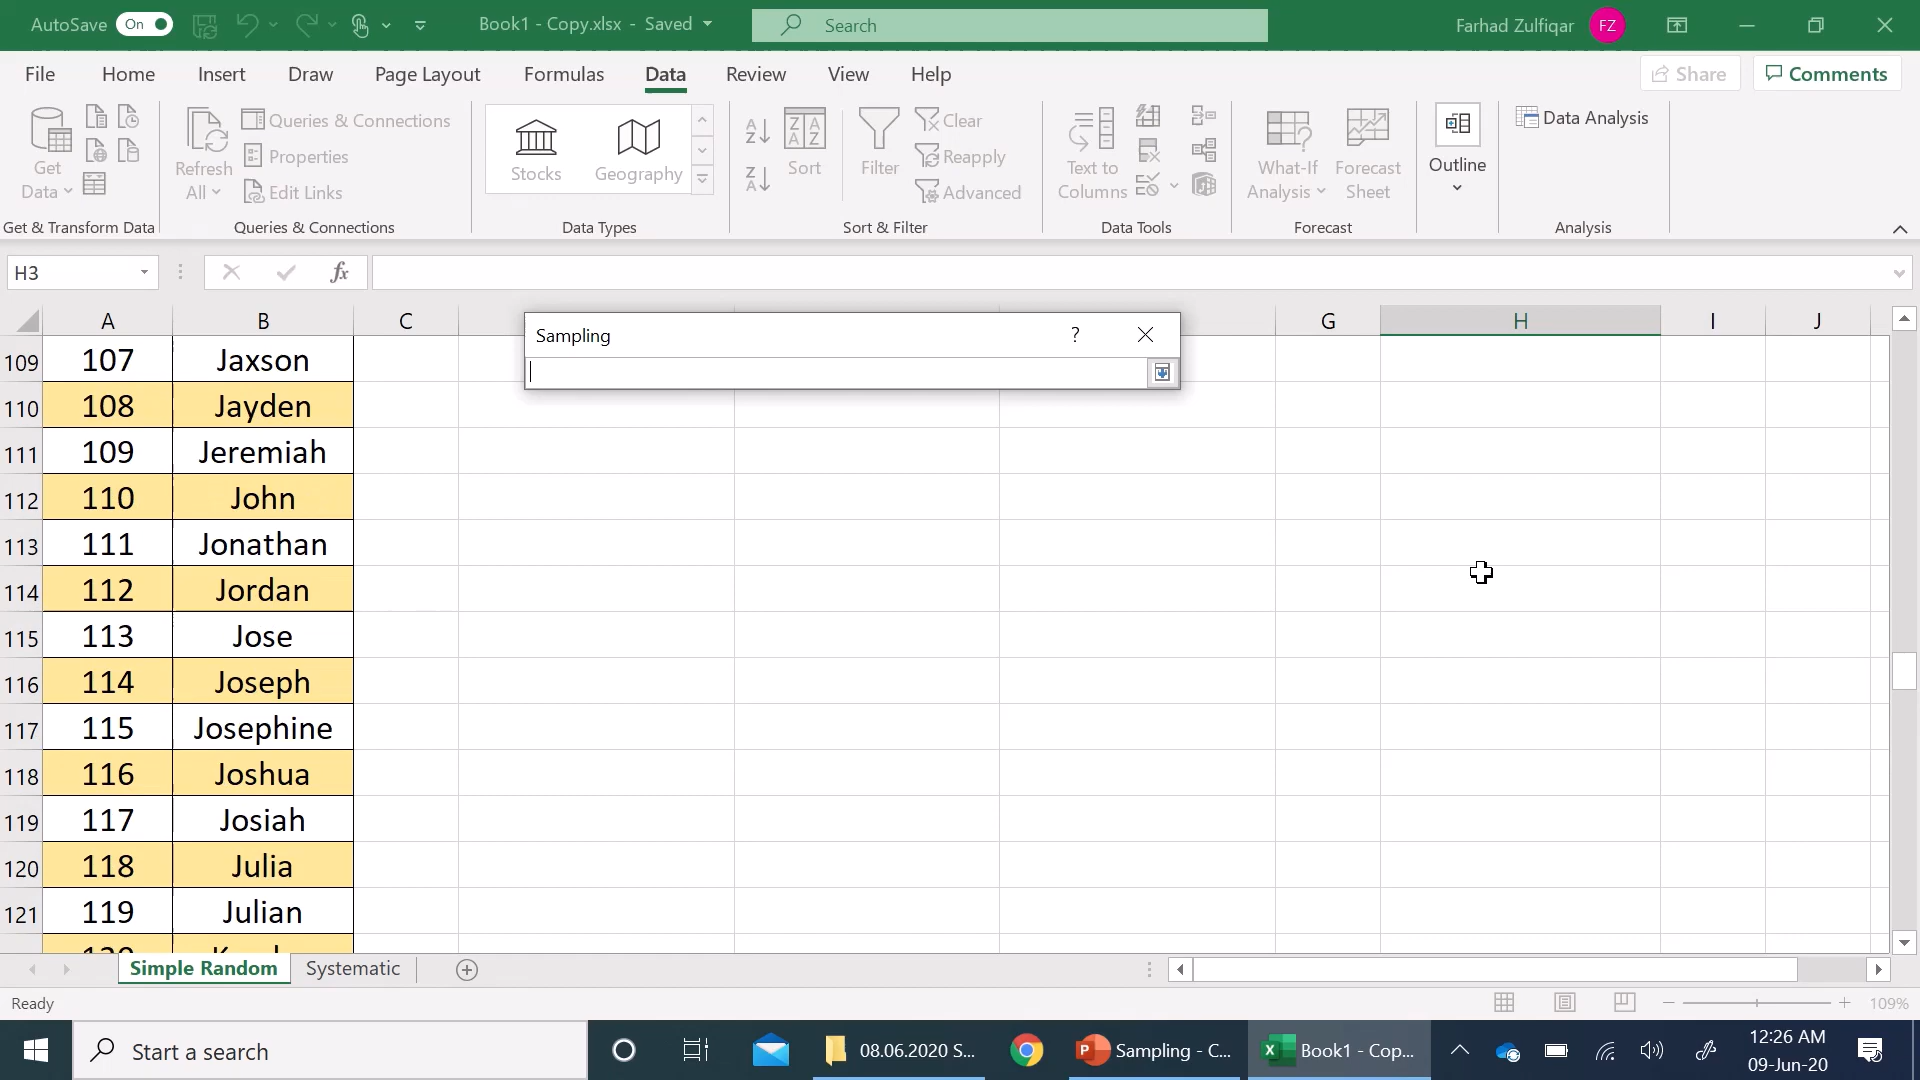 AutoSave On Book1 - Copy.xlsx - Saved Search Farhad Zulfiqar FZ
File Home Insert Draw Page Layout Formulas Data Review View Help Share Comments
Get Data
Refresh All
Queries & Connections
Properties
Edit Links
Stocks
Geography
A Z
Z A
Z A A Z
Sort
Filter
Clear
Reapply
Advanced
Text to Columns
What-If Analysis
Forecast Sheet
Outline
Data Analysis
Get & Transform Data Queries & Connections Data Types Sort & Filter Data Tools Forecast Analysis
H3 fx
A B C G H I J
Sampling ?
109 107 Jaxson
110 108 Jayden
111 109 Jeremiah
112 110 John
113 111 Jonathan
114 112 Jordan
115 113 Jose
116 114 Joseph
117 115 Josephine
118 116 Joshua
119 117 Josiah
120 118 Julia
121 119 Julian
120
Simple Random Systematic
Ready 109%
Start a search 08.06.2020 S... P Sampling - C... X Book1 - Cop... 12:26 AM
09-Jun-20